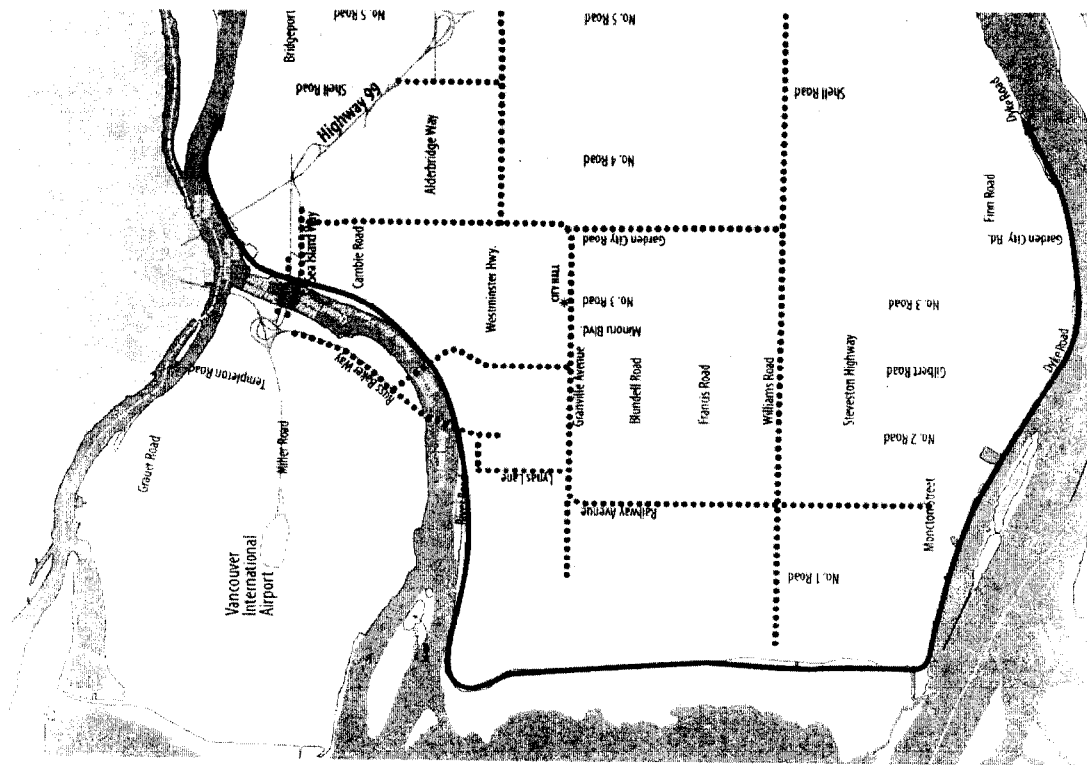 No. 5 Road
Bridgeport
No. 5 Road
Shell Road
Highway 99
Shell Road
Dyke Road
Alderbridge Way
No. 4 Road
Finn Road
Sea Island Way
Cambie Road
Garden City Road
Garden City Rd.
Westminster Hwy.
CITY HALL
*
No. 3 Road
No. 3 Road
Minoru Blvd.
Templeton Road
Russ Baker Way
Granville Avenue
Blundell Road
Francis Road
Williams Road
Steveston Highway
Gilbert Road
Dyke Road
Grauer Road
Miller Road
No. 2 Road
Lynas Lane
River Road
Railway Avenue
Moncton Street
Vancouver
International
Airport
No. 1 Road